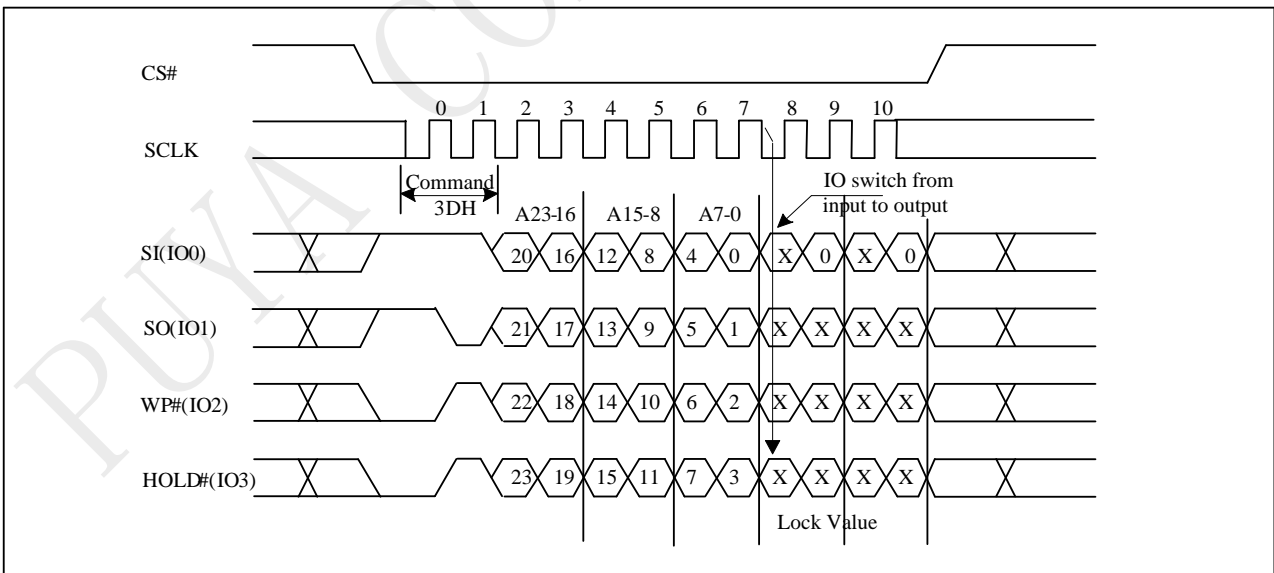 PUYA CO
CS#
0 1 2 3 4 5 6 7 8 9 10
SCLK
Command
3DH
IO switch from
input to output
A23-16 A15-8 A7-0
SI(IO0) 20 16 12 8 4 0 X 0 X 0
SO(IO1) 21 17 13 9 5 1 X X X X
WP#(IO2) 22 18 14 10 6 2 X X X X
HOLD#(IO3) 23 19 15 11 7 3 X X X X
Lock Value